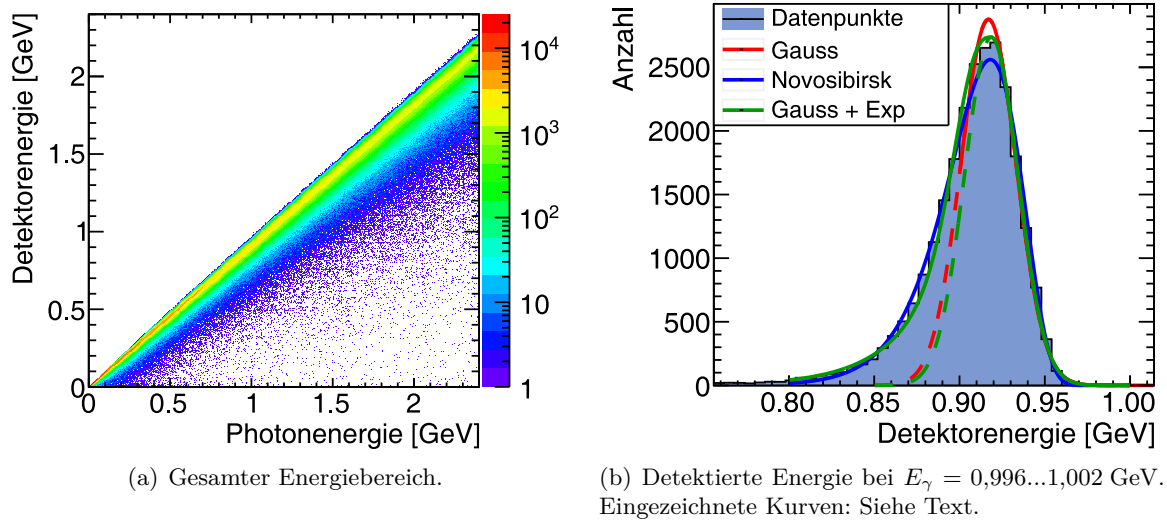 Detektorenergie [GeV]
2
1.5
1
0.5
0
0 0.5 1 1.5 2
Photonenergie [GeV]
10⁴
10³
10²
10
1
(a) Gesamter Energiebereich.
Anzahl
2500
2000
1500
1000
500
0
Datenpunkte
Gauss
Novosibirsk
Gauss + Exp
0.80 0.85 0.90 0.95 1.00
Detektorenergie [GeV]
(b) Detektierte Energie bei Eγ = 0,996...1,002 GeV.
Eingezeichnete Kurven: Siehe Text.